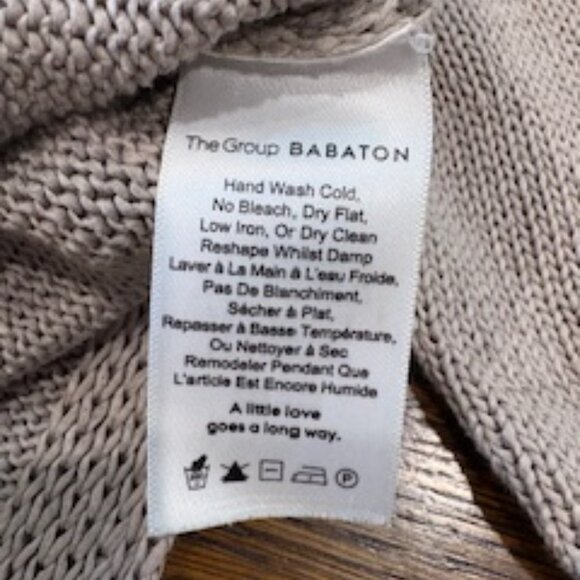 The Group BABATON
Hand Wash Cold,
No Bleach, Dry Flat,
Low Iron, Or Dry Clean
Reshape Whilst Damp
Laver à La Main à L'eau Froide,
Pas De Blanchiment,
Sécher à Plat,
Repasser à Basse Température,
Ou Nettoyer à Sec
Remodeler Pendant Que
L'article Est Encore Humide
A little love
goes a long way.
P